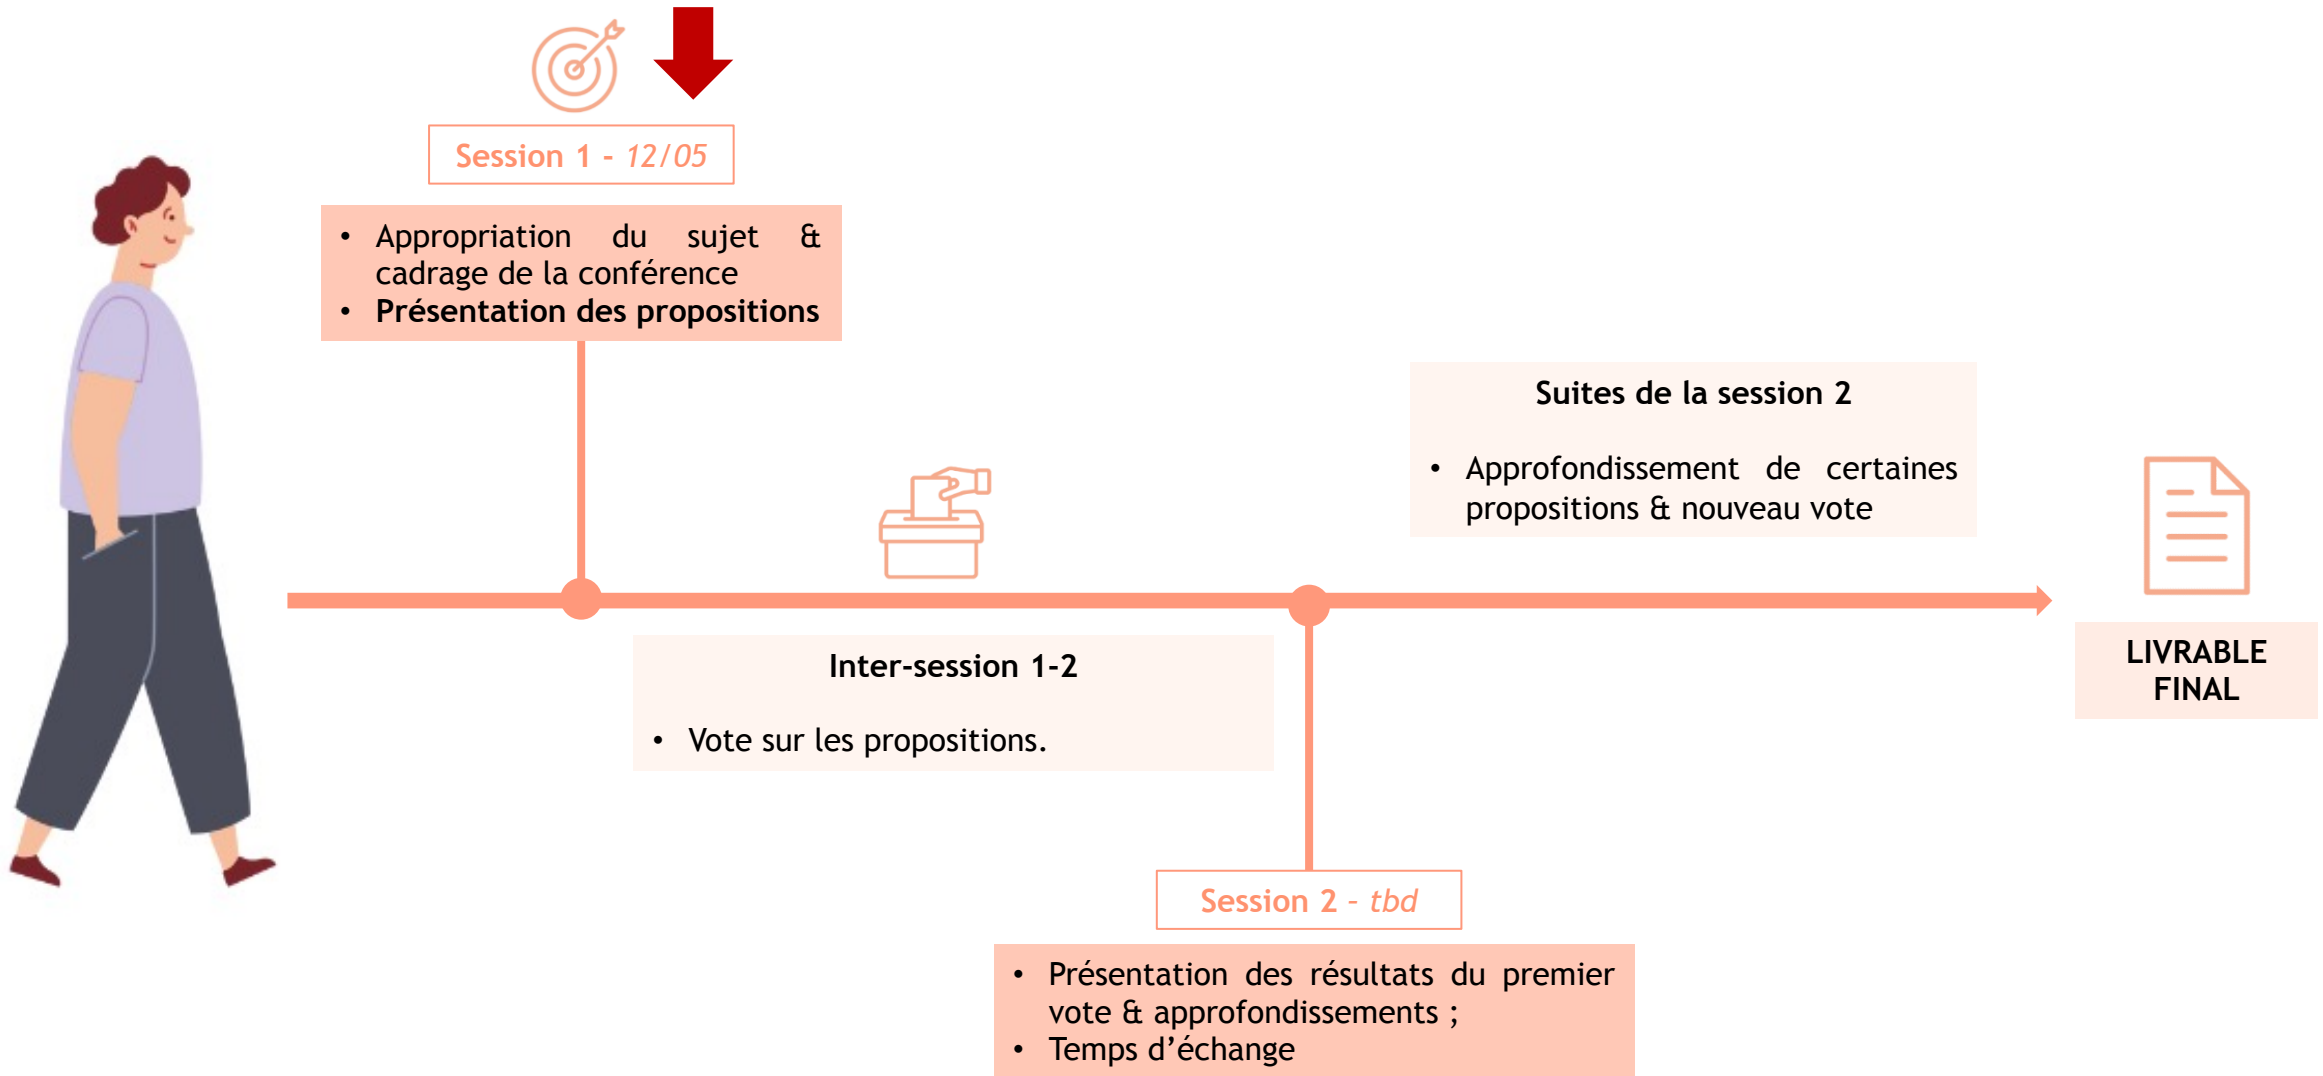 Session 1 - 12/05
• Appropriation du sujet &
cadrage de la conférence
• Présentation des propositions
Suites de la session 2
• Approfondissement de certaines
propositions & nouveau vote
Inter-session 1-2
• Vote sur les propositions.
LIVRABLE
FINAL
Session 2 – tbd
• Présentation des résultats du premier
vote & approfondissements ;
• Temps d’échange